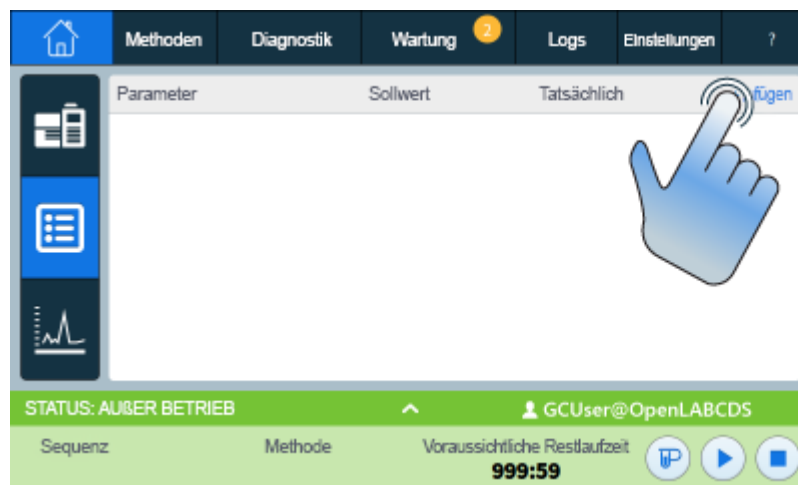 Methoden Diagnostik Wartung 2 Logs Einstellungen ?
Parameter Sollwert Tatsächlich fügen
STATUS: AUßER BETRIEB GCUser@OpenLABCDS
Sequenz Methode Voraussichtliche Restlaufzeit
999:59